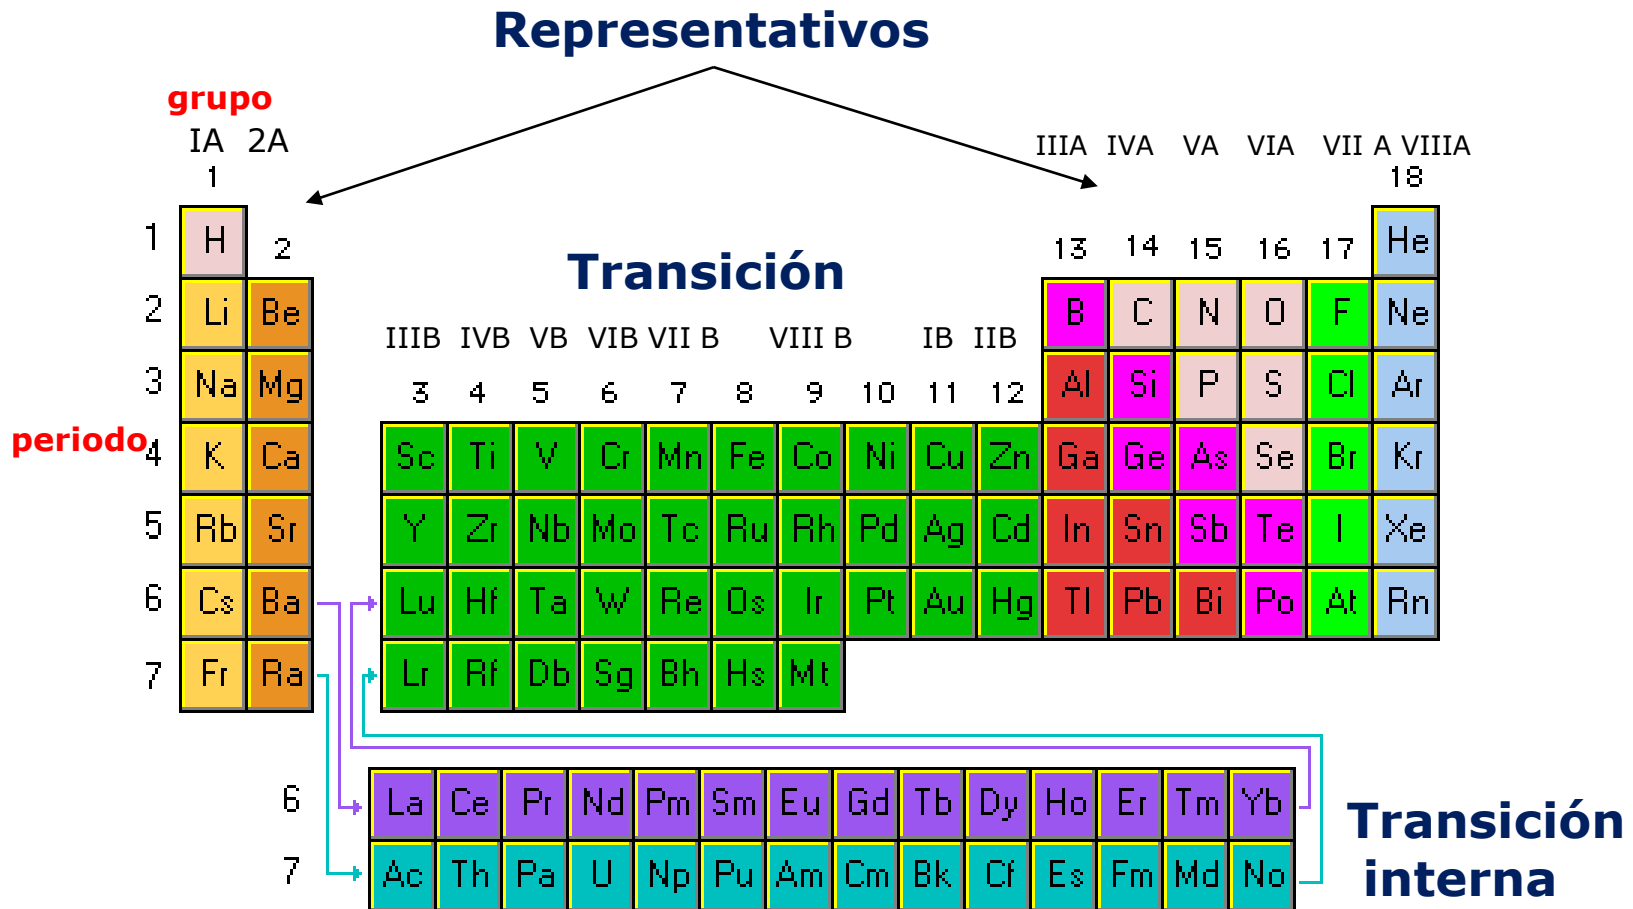 Representativos
grupo
IA 2A
IIIA IVA VA VIA VII A VIIIA
1 18
1 H 2 13 14 15 16 17 He
Transición
2 Li Be B C N O F Ne
IIIB IVB VB VIB VII B VIII B IB IIB
3 Na Mg 3 4 5 6 7 8 9 10 11 12 Al Si P S Cl Ar
periodo 4 K Ca Sc Ti V Cr Mn Fe Co Ni Cu Zn Ga Ge As Se Br Kr
5 Rb Sr Y Zr Nb Mo Tc Ru Rh Pd Ag Cd In Sn Sb Te I Xe
6 Cs Ba Lu Hf Ta W Re Os Ir Pt Au Hg Tl Pb Bi Po At Rn
7 Fr Ra Lr Rf Db Sg Bh Hs Mt
6 La Ce Pr Nd Pm Sm Eu Gd Tb Dy Ho Er Tm Yb
7 Ac Th Pa U Np Pu Am Cm Bk Cf Es Fm Md No
Transición
interna